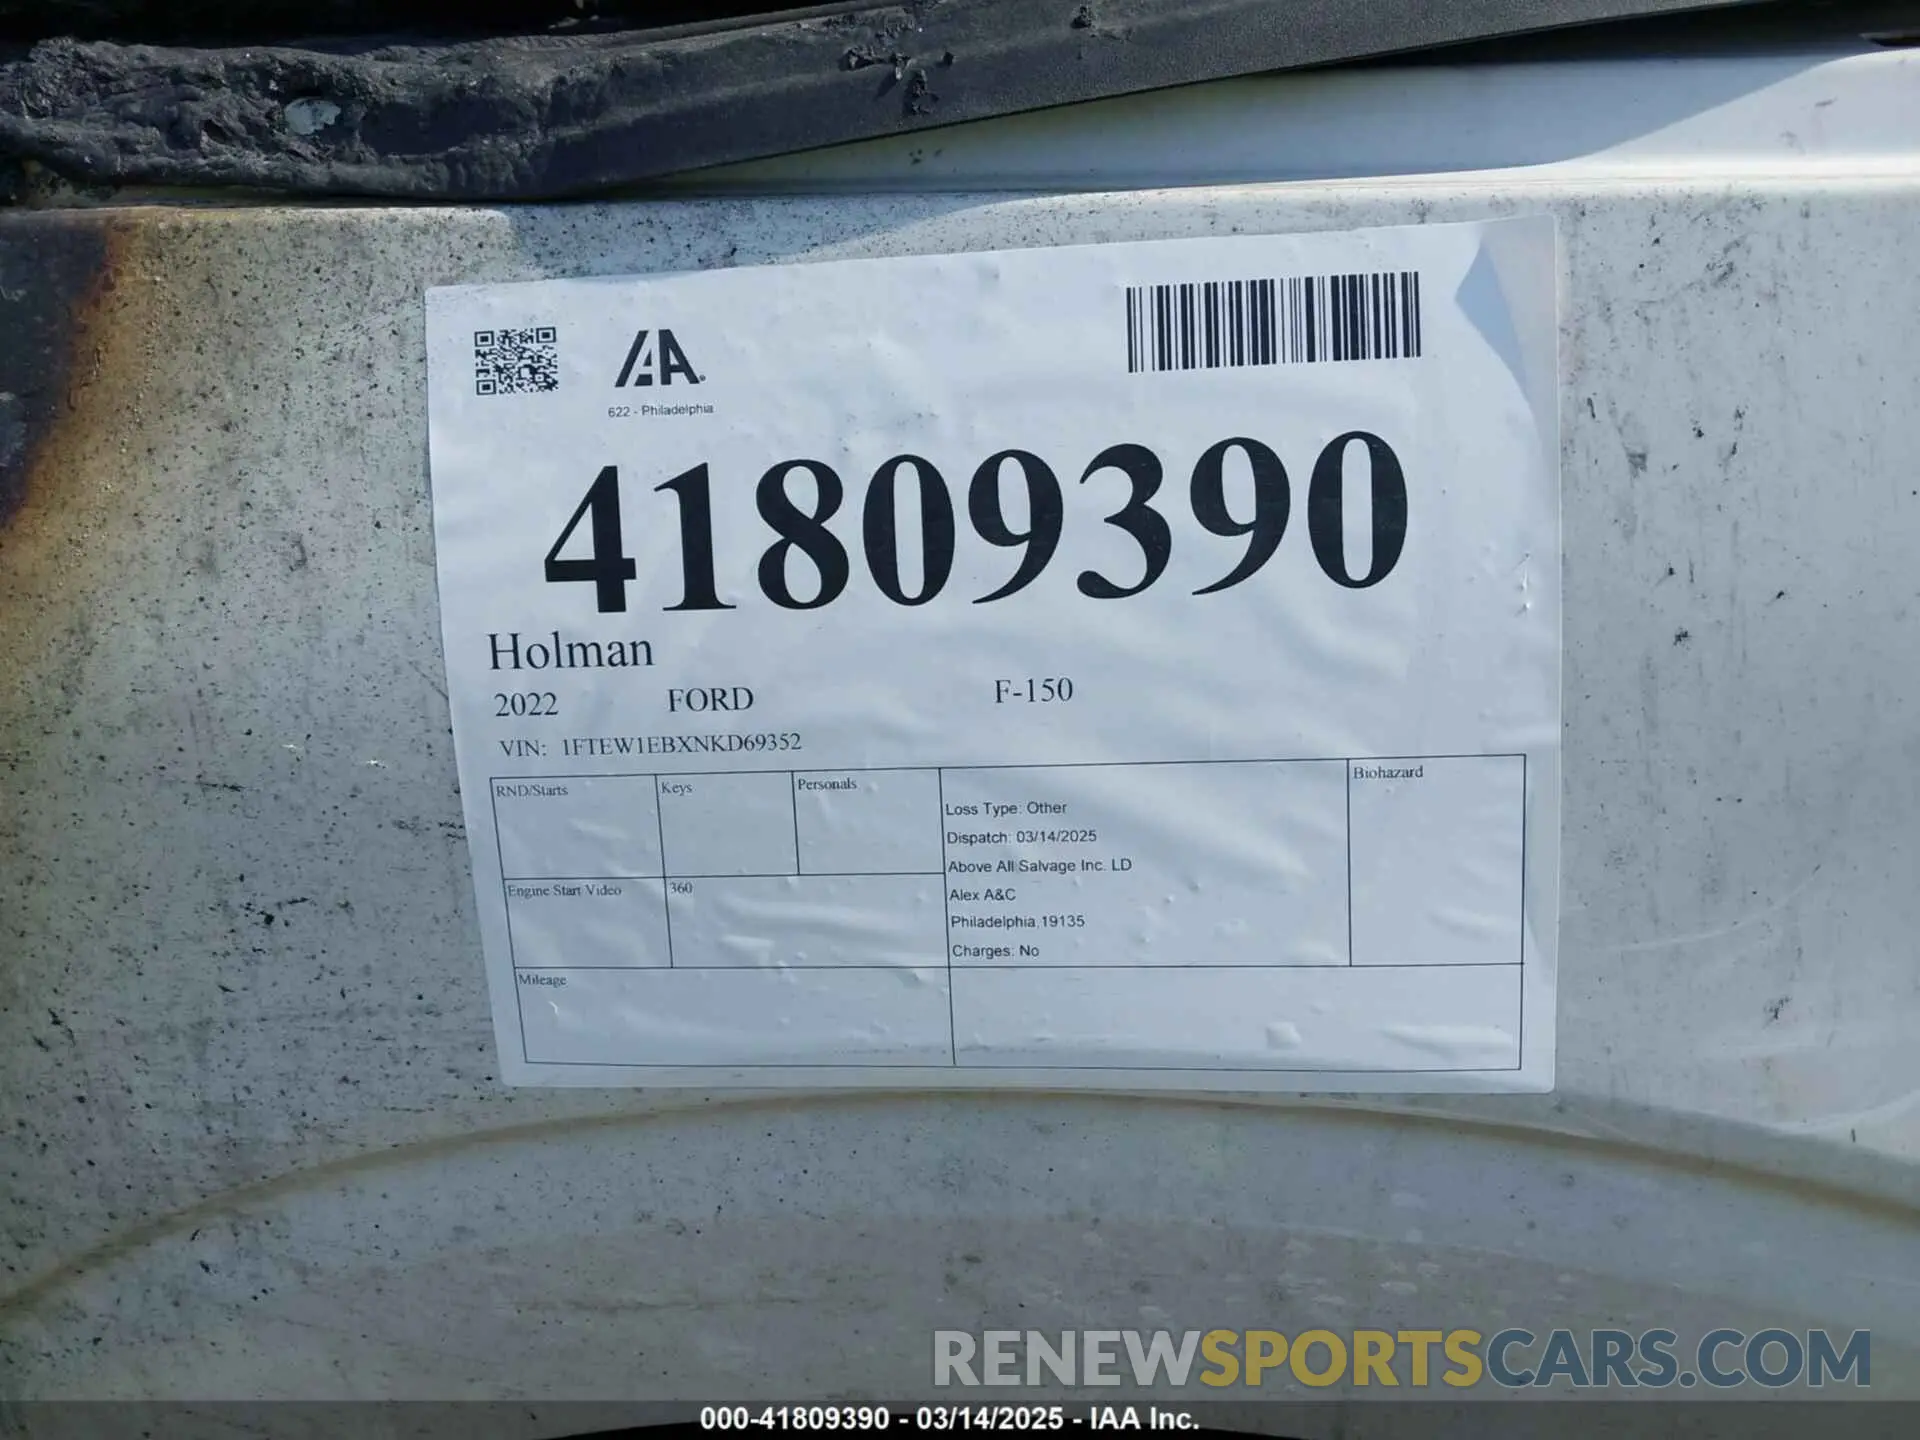 IAA
622 - Philadelphia
41809390
Holman
2022 FORD F-150
VIN: 1FTEW1EBXNKD69352
RND/Starts
Keys
Personals
Loss Type: Other
Dispatch: 03/14/2025
Above All Salvage Inc. LD
Alex A&C
Philadelphia,19135
Charges: No
Biohazard
Engine Start Video
360
Mileage
RENEWSPORTSCARS.COM
000-41809390 - 03/14/2025 - IAA Inc.